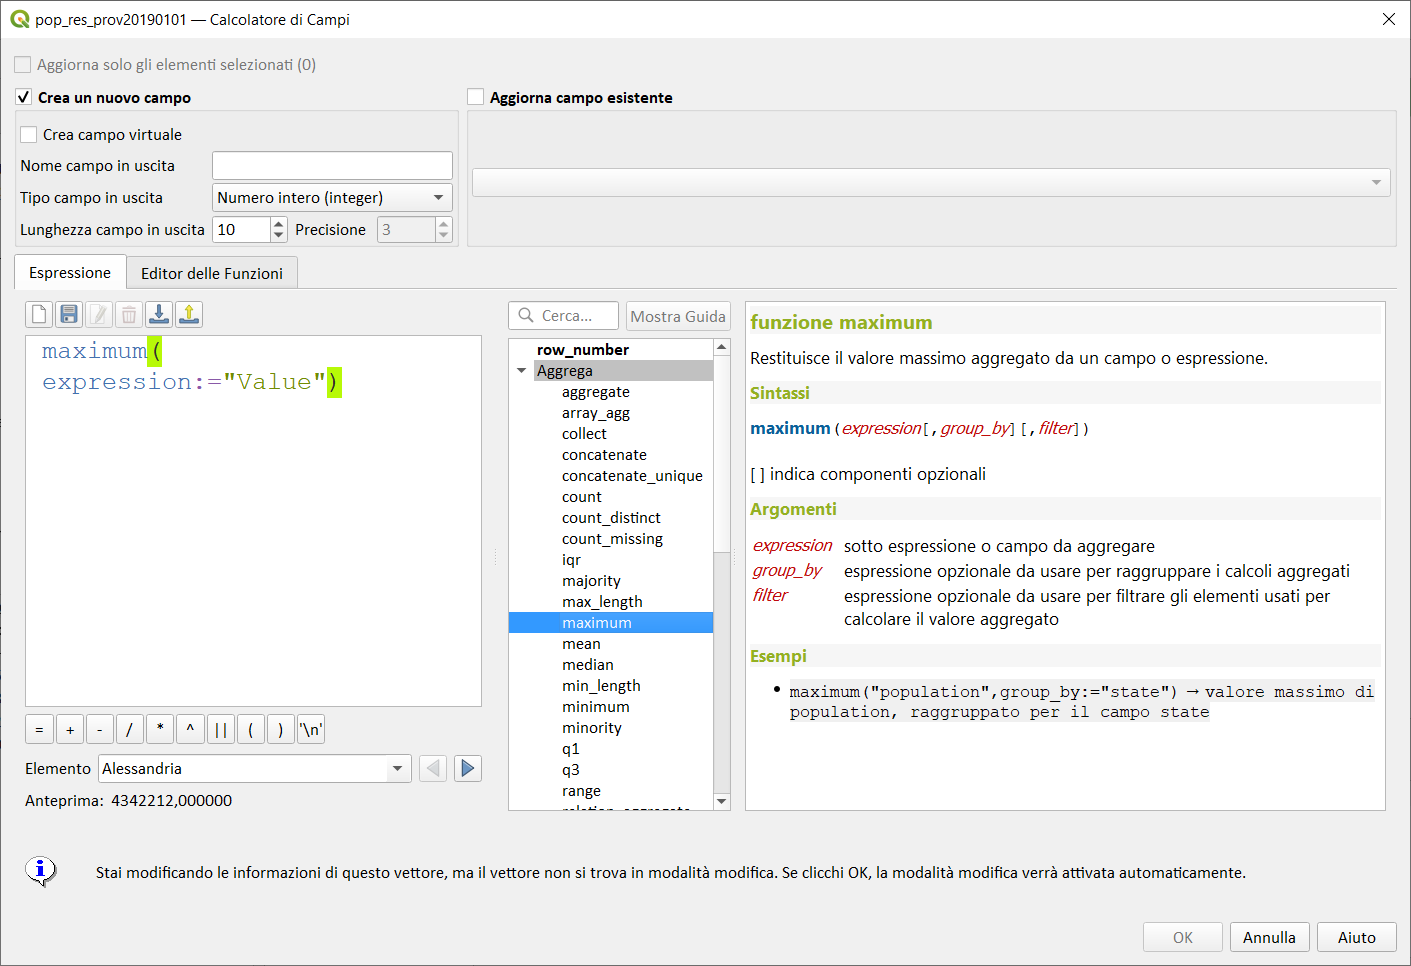 pop_res_prov20190101 — Calcolatore di Campi
Aggiorna solo gli elementi selezionati (0)
Crea un nuovo campo
Aggiorna campo esistente
Crea campo virtuale
Nome campo in uscita
Tipo campo in uscita Numero intero (integer)
Lunghezza campo in uscita 10 Precisione 3
Espressione Editor delle Funzioni
maximum(
expression:="Value")
= + - / * ^ || ( ) '\n'
Elemento Alessandria
Anteprima: 4342212,000000
Cerca... Mostra Guida
row_number
Aggrega
aggregate
array_agg
collect
concatenate
concatenate_unique
count
count_distinct
count_missing
iqr
majority
max_length
maximum
mean
median
min_length
minimum
minority
q1
q3
range
relation_aggregate
funzione maximum
Restituisce il valore massimo aggregato da un campo o espressione.
Sintassi
maximum(expression[,group_by][,filter])
[ ] indica componenti opzionali
Argomenti
expression sotto espressione o campo da aggregare
group_by espressione opzionale da usare per raggruppare i calcoli aggregati
filter espressione opzionale da usare per filtrare gli elementi usati per
calcolare il valore aggregato
Esempi
• maximum("population",group_by:="state") → valore massimo di
population, raggruppato per il campo state
Stai modificando le informazioni di questo vettore, ma il vettore non si trova in modalità modifica. Se clicchi OK, la modalità modifica verrà attivata automaticamente.
OK Annulla Aiuto